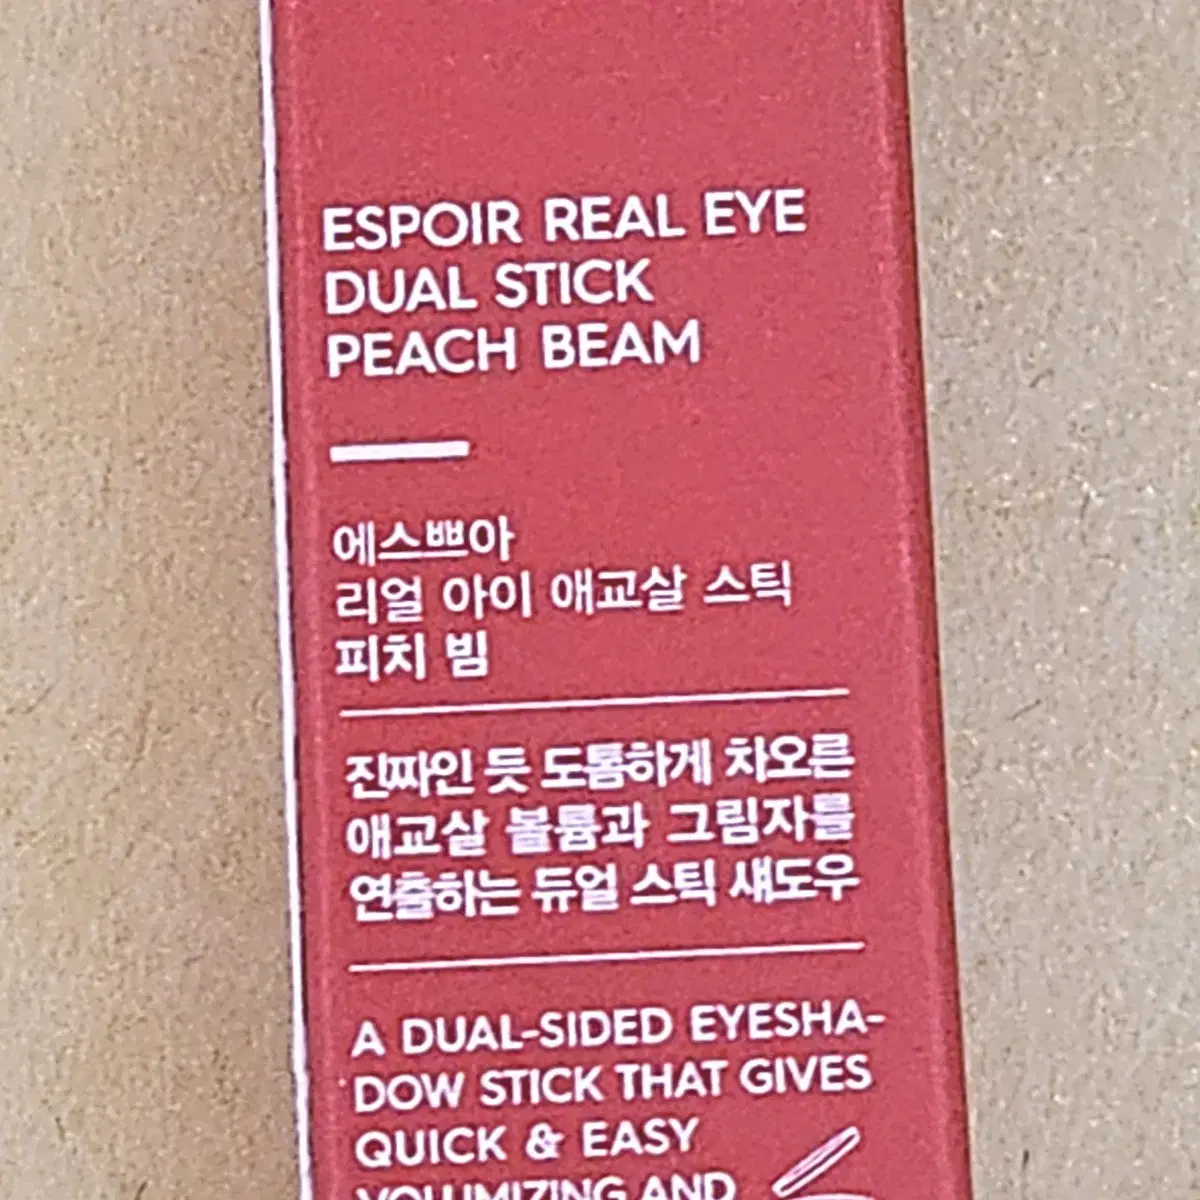 ESPOIR REAL EYE
DUAL STICK
PEACH BEAM
에스쁘아
리얼 아이 애교살 스틱
피치 빔
진짜인 듯 도톰하게 차오른
애교살 볼륨과 그림자를
연출하는 듀얼 스틱 섀도우
A DUAL-SIDED EYESHA-
DOW STICK THAT GIVES
QUICK & EASY
VOLUMIZING AND